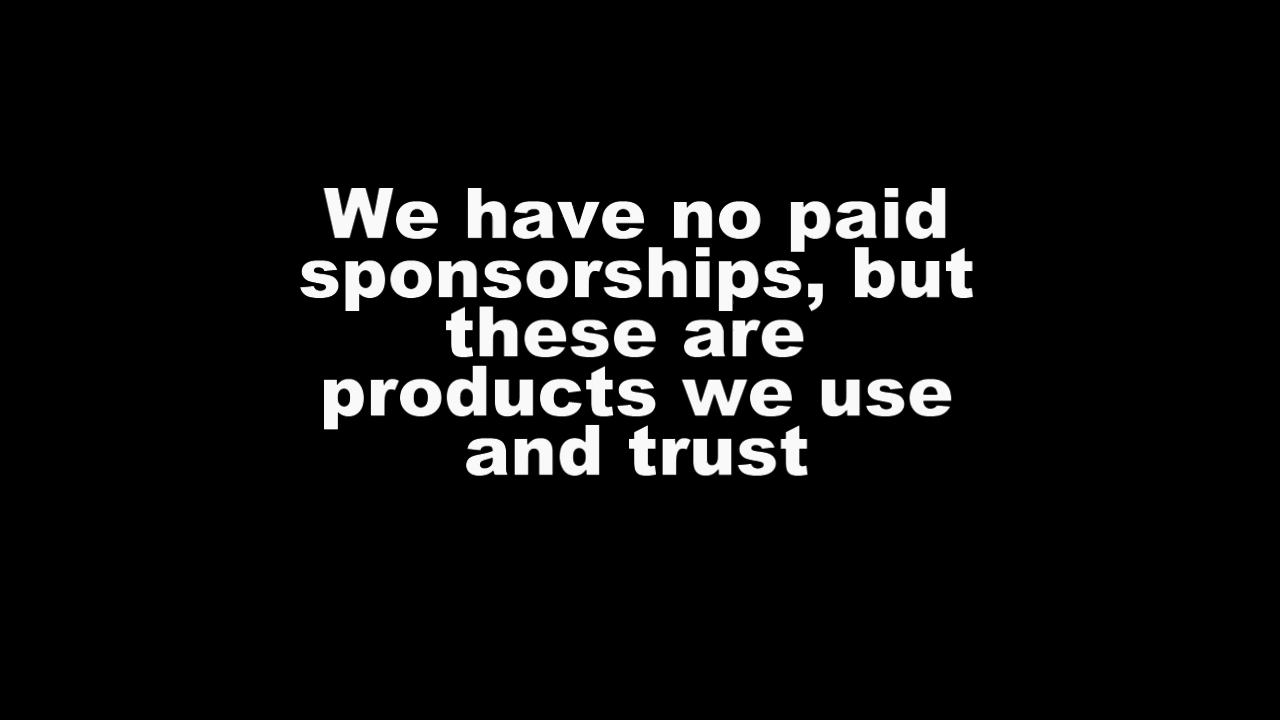 We have no paid
sponsorships, but
these are
products we use
and trust